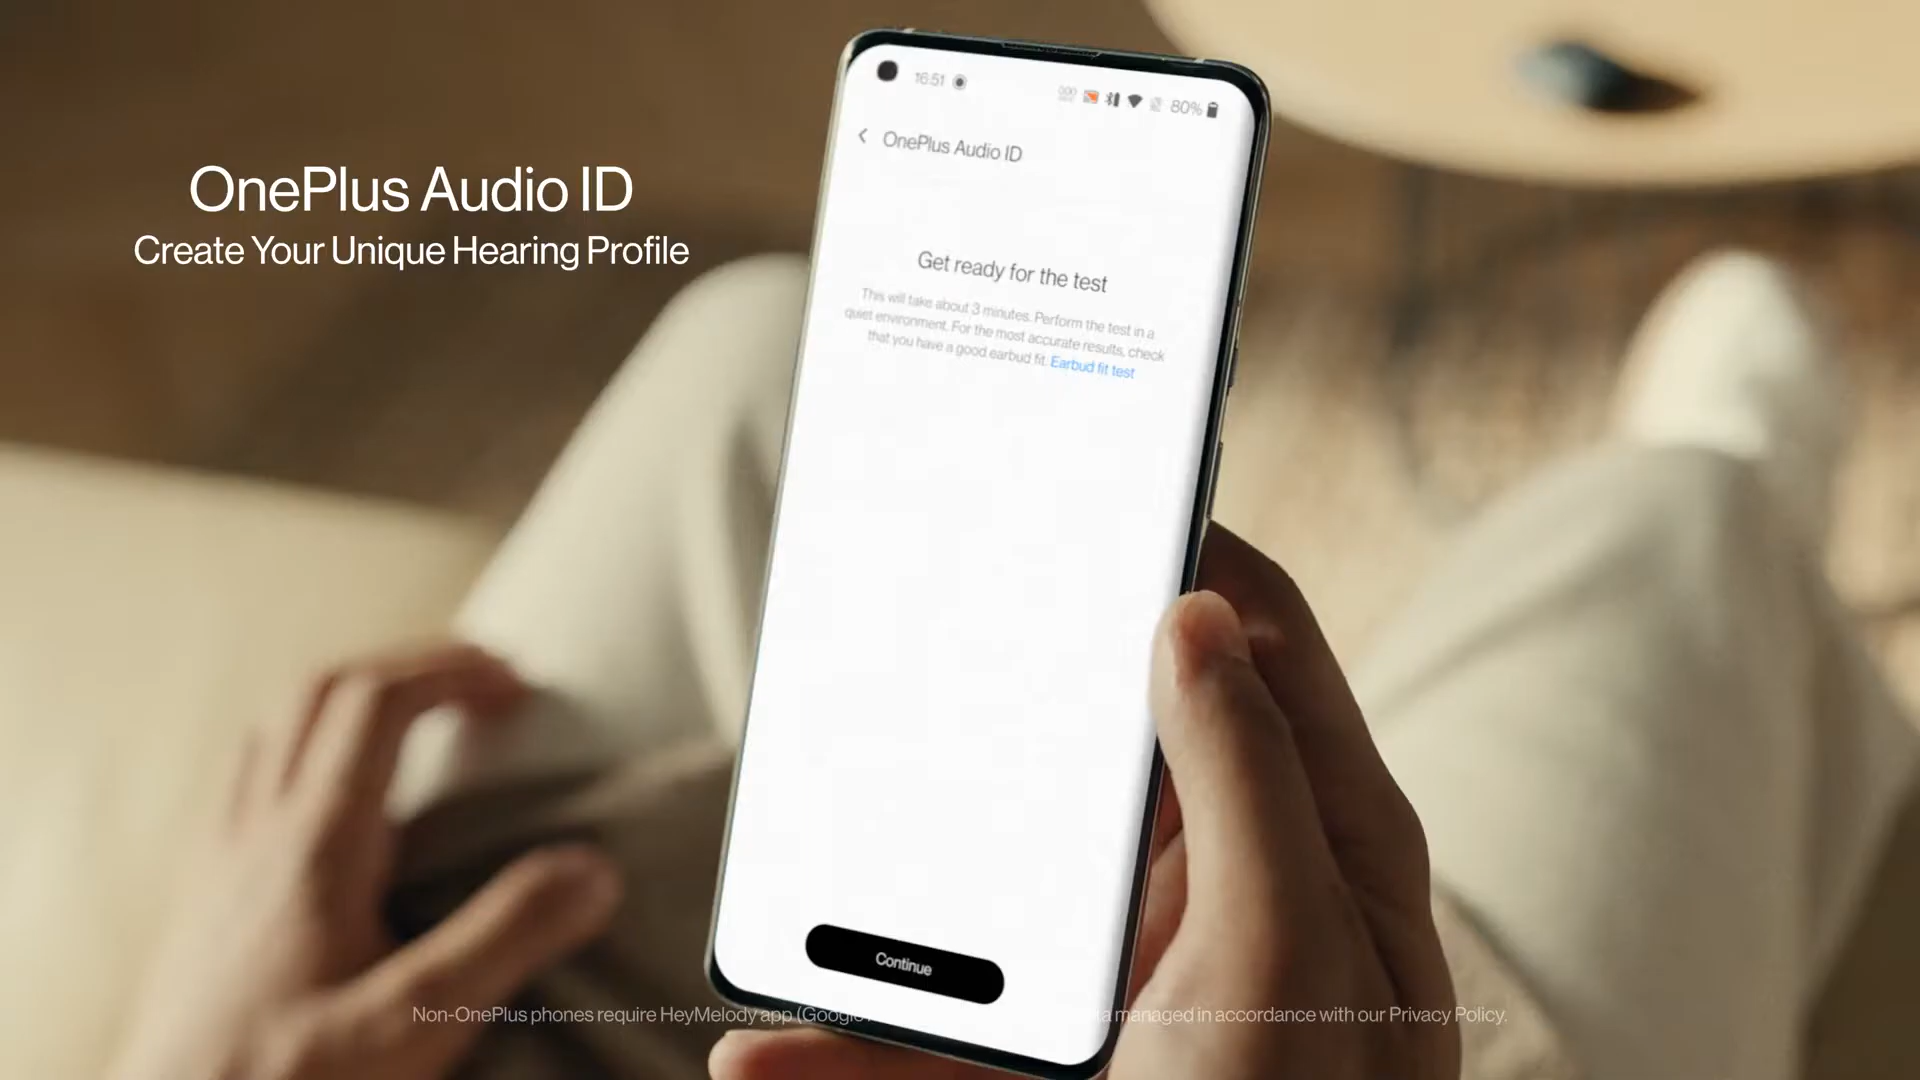 OnePlus Audio ID
Create Your Unique Hearing Profile
16:51
80%
OnePlus Audio ID
Get ready for the test
This will take about 3 minutes. Perform the test in a
quiet environment. For the most accurate results, check
that you have a good earbud fit. Earbud fit test
Continue
Non-OnePlus phones require HeyMelody app (Google managed in accordance with our Privacy Policy.